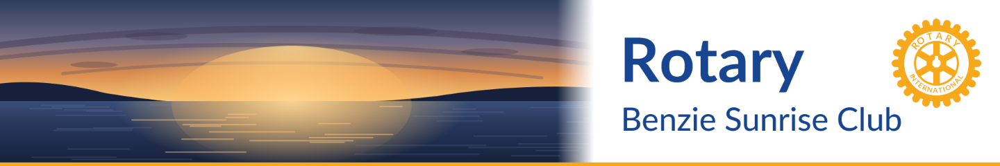 Rotary
Benzie Sunrise Club
ROTARY
INTERNATIONAL